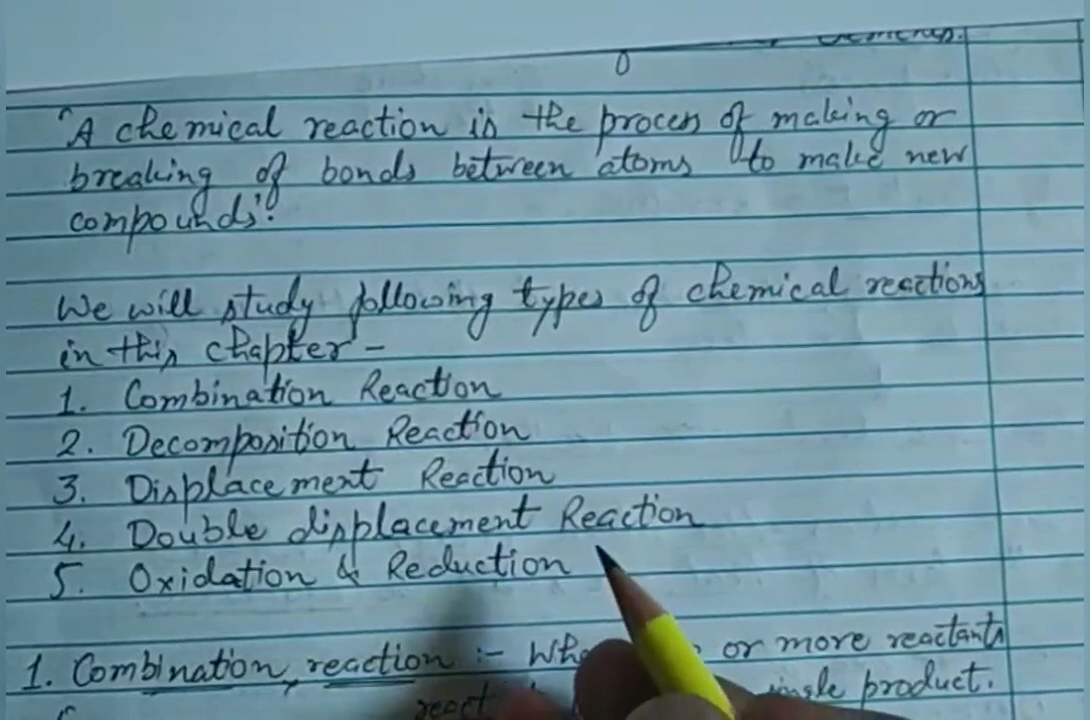 "A chemical reaction is the process of making or
breaking of bonds between atoms to make new
compounds".
We will study following types of chemical reactions
in this chapter -
1. Combination Reaction
2. Decomposition Reaction
3. Displacement Reaction
4. Double displacement Reaction
5. Oxidation & Reduction
1. Combination reaction :- or more reactants
react product.